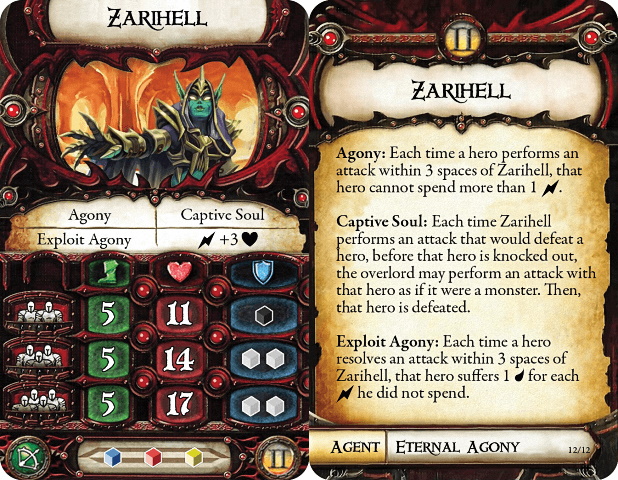 Zarihell
Agony
Captive Soul
Exploit Agony
+3
5
11
5
14
5
17
II
II
Zarihell
Agony: Each time a hero performs an
attack within 3 spaces of Zarihell, that
hero cannot spend more than 1 .
Captive Soul: Each time Zarihell
performs an attack that would defeat a
hero, before that hero is knocked out,
the overlord may perform an attack with
that hero as if it were a monster. Then,
that hero is defeated.
Exploit Agony: Each time a hero
resolves an attack within 3 spaces of
Zarihell, that hero suffers 1 for each
he did not spend.
Agent
Eternal Agony
12/12